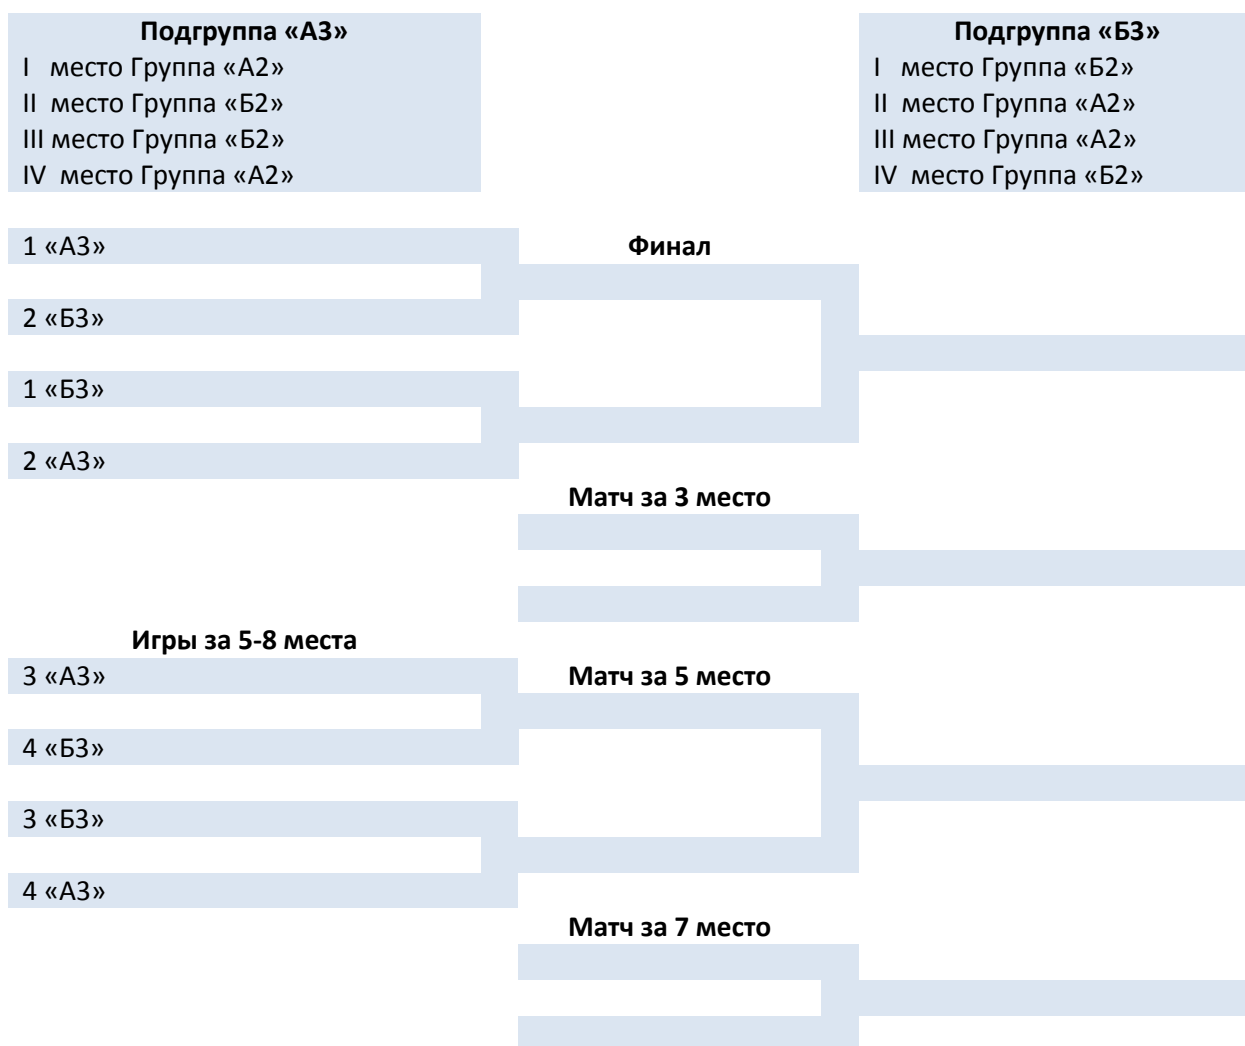 Подгруппа «А3»
I место Группа «А2»
II место Группа «Б2»
III место Группа «Б2»
IV место Группа «А2»
Подгруппа «Б3»
I место Группа «Б2»
II место Группа «А2»
III место Группа «А2»
IV место Группа «Б2»
1 «А3»
Финал
2 «Б3»
1 «Б3»
2 «А3»
Матч за 3 место
Игры за 5-8 места
3 «А3»
Матч за 5 место
4 «Б3»
3 «Б3»
4 «А3»
Матч за 7 место